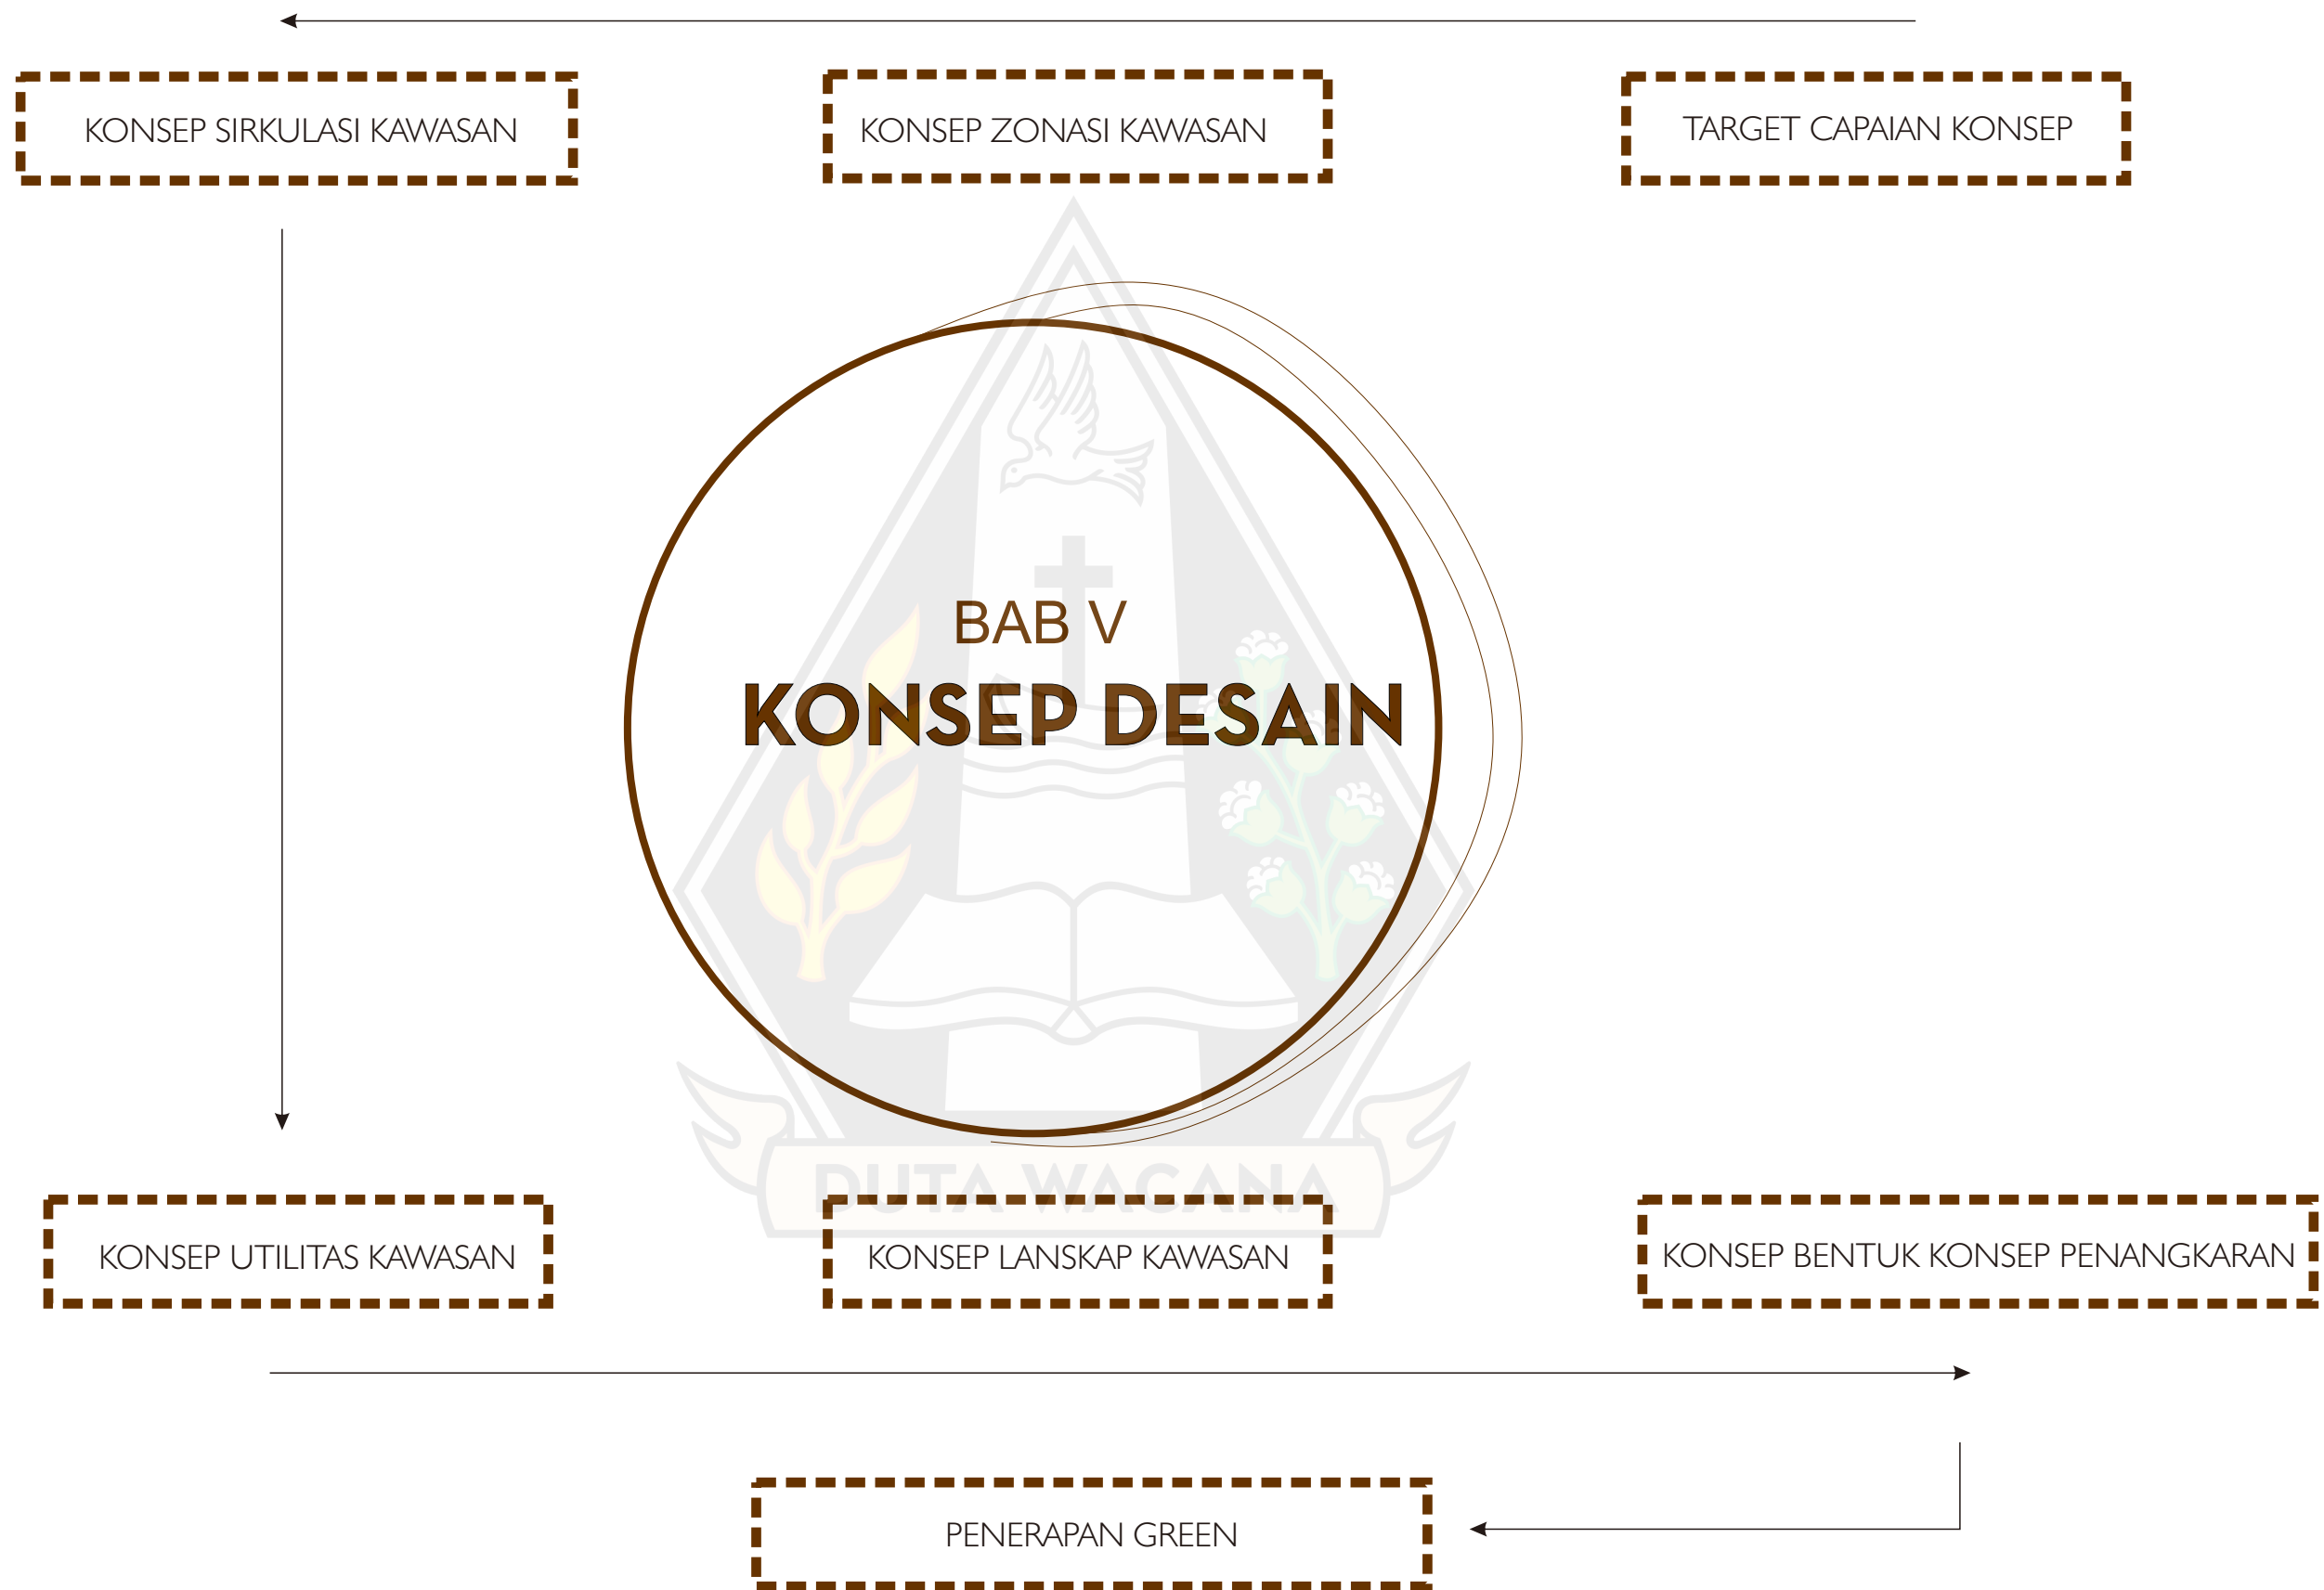 KONSEP SIRKULASI KAWASAN
KONSEP ZONASI KAWASAN
TARGET CAPAIAN KONSEP
BAB V
KONSEP DESAIN
DUTA WACANA
KONSEP UTILITAS KAWASAN
KONSEP LANSKAP KAWASAN
KONSEP BENTUK KONSEP PENANGKARAN
PENERAPAN GREEN